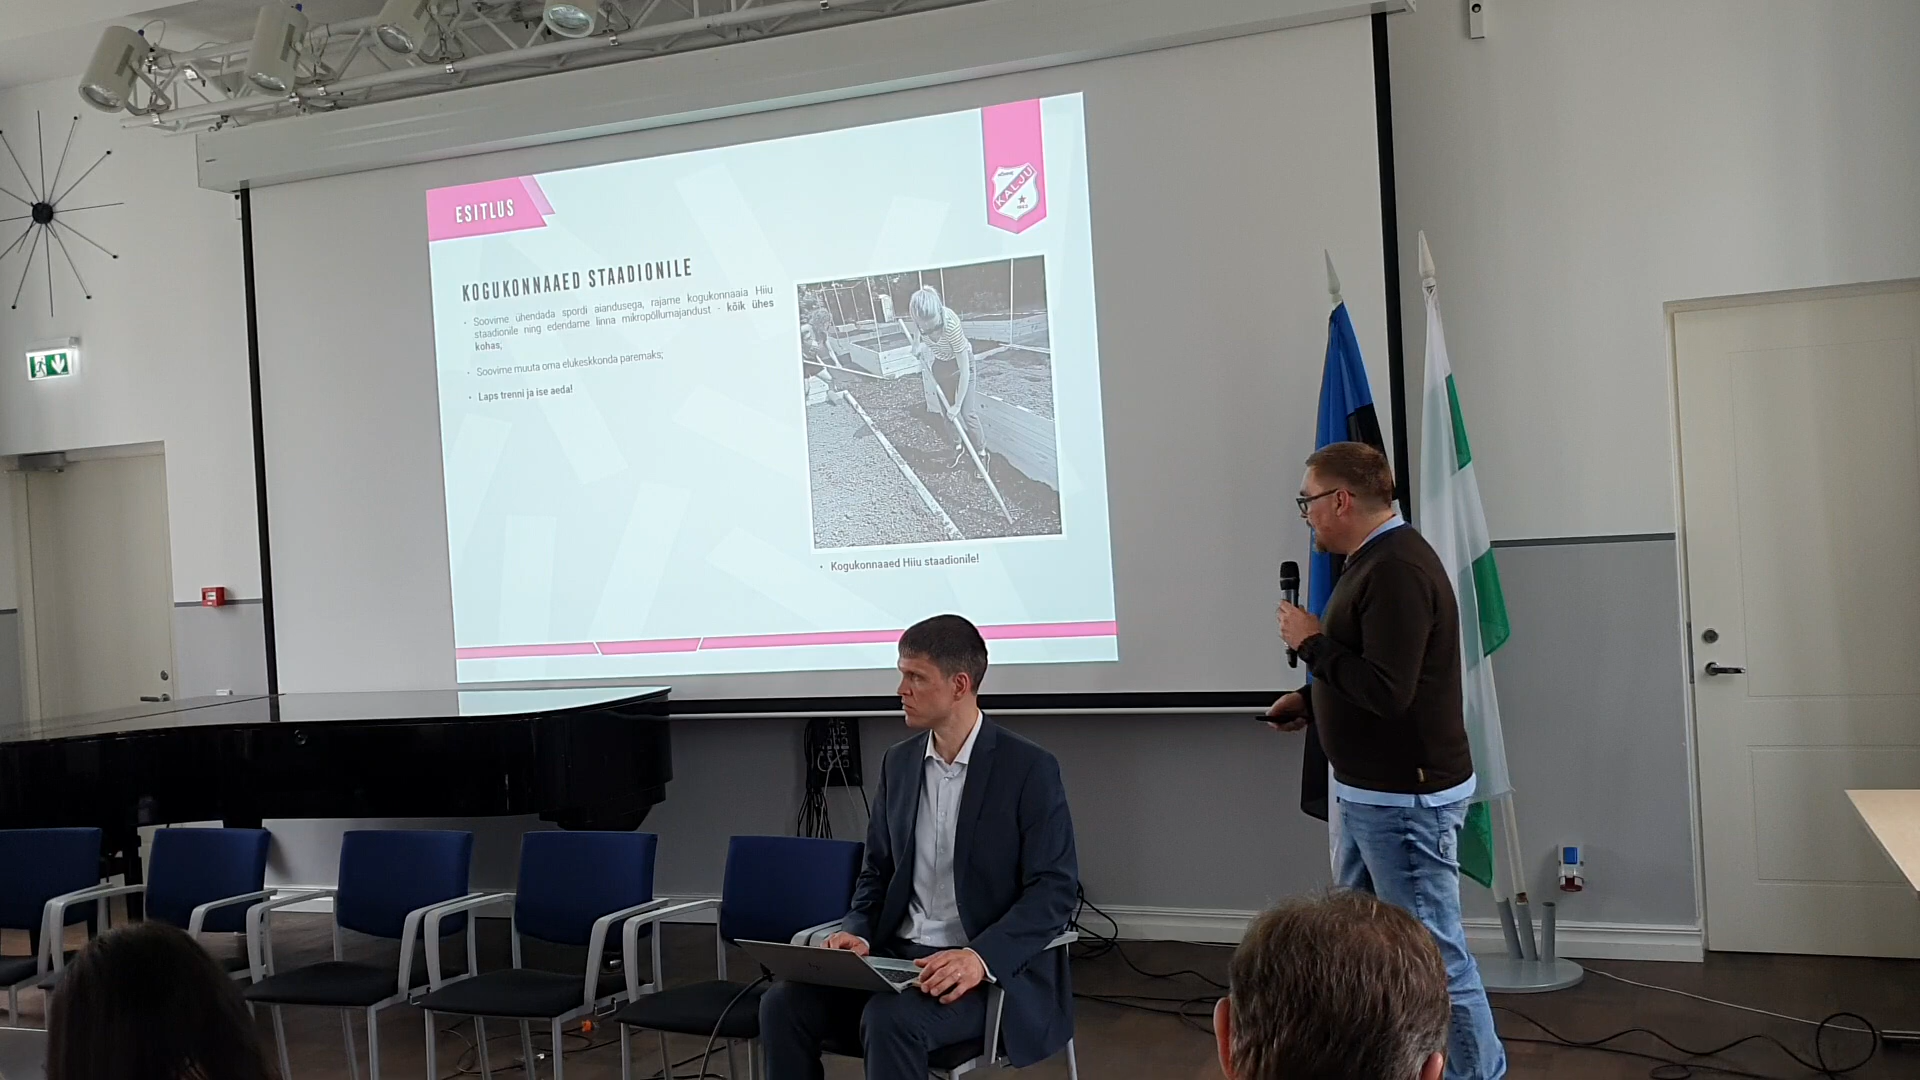 ESITLUS
KALJU
KOGUKONNAAED STAADIONILE
• Soovime ühendada spordi aiandusega, rajame kogukonnaaia Hiiu
staadionile ning edendame linna mikropõllumajandust - kõik ühes
kohas;
• Soovime muuta oma elukeskkonda paremaks;
• Laps trenni ja ise aeda!
• Kogukonnaaed Hiiu staadionile!